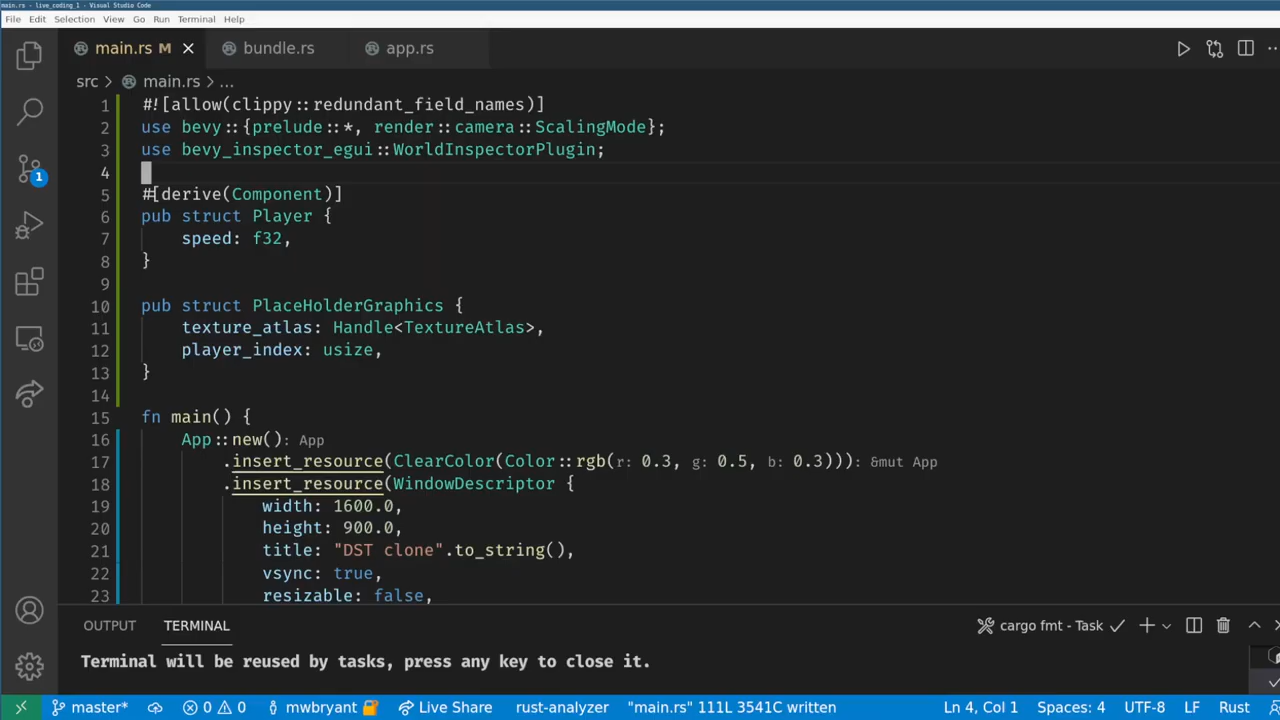 main.rs - live_coding_1 - Visual Studio Code
File Edit Selection View Go Run Terminal Help
main.rs M bundle.rs app.rs
src > main.rs > ...
1 #![allow(clippy::redundant_field_names)]
2 use bevy::{prelude::*, render::camera::ScalingMode};
3 use bevy_inspector_egui::WorldInspectorPlugin;
4
5 #[derive(Component)]
6 pub struct Player {
7 speed: f32,
8 }
9
10 pub struct PlaceHolderGraphics {
11 texture_atlas: Handle<TextureAtlas>,
12 player_index: usize,
13 }
14
15 fn main() {
16 App::new(): App
17 .insert_resource(ClearColor(Color::rgb(r: 0.3, g: 0.5, b: 0.3))): &mut App
18 .insert_resource(WindowDescriptor {
19 width: 1600.0,
20 height: 900.0,
21 title: "DST clone".to_string(),
22 vsync: true,
23 resizable: false,
1
OUTPUT TERMINAL cargo fmt - Task
Terminal will be reused by tasks, press any key to close it.
master* 0 0 mwbryant Live Share rust-analyzer "main.rs" 111L 3541C written Ln 4, Col 1 Spaces: 4 UTF-8 LF Rust